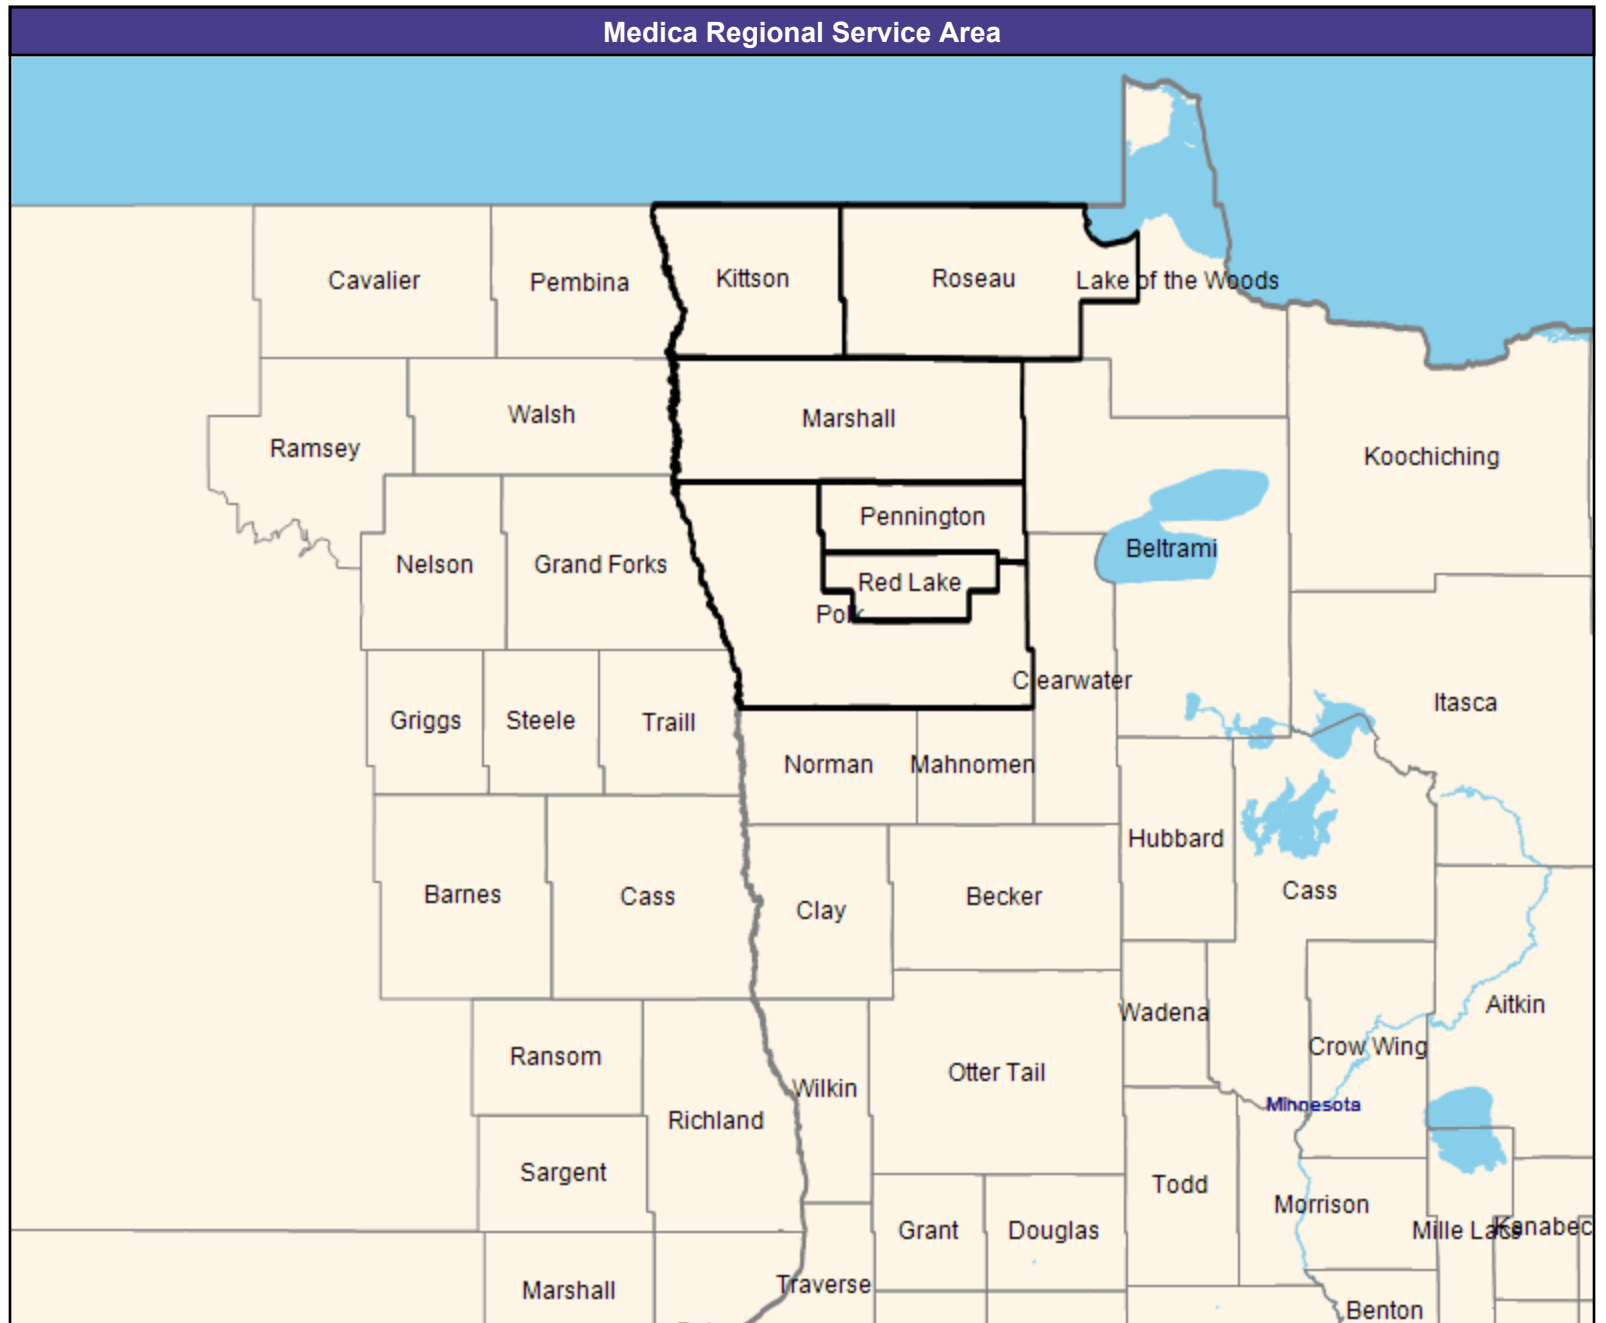 Medica Regional Service Area
Cavalier
Pembina
Kittson
Roseau
Lake of the Woods
Walsh
Marshall
Ramsey
Koochiching
Pennington
Nelson
Grand Forks
Beltrami
Red Lake
Polk
Clearwater
Griggs
Steele
Traill
Itasca
Norman
Mahnomen
Hubbard
Barnes
Cass
Clay
Becker
Cass
Wadena
Aitkin
Ransom
Otter Tail
Crow Wing
Wilkin
Minnesota
Richland
Sargent
Todd
Morrison
Grant
Douglas
Mille Lacs
Kanabec
Marshall
Traverse
Benton